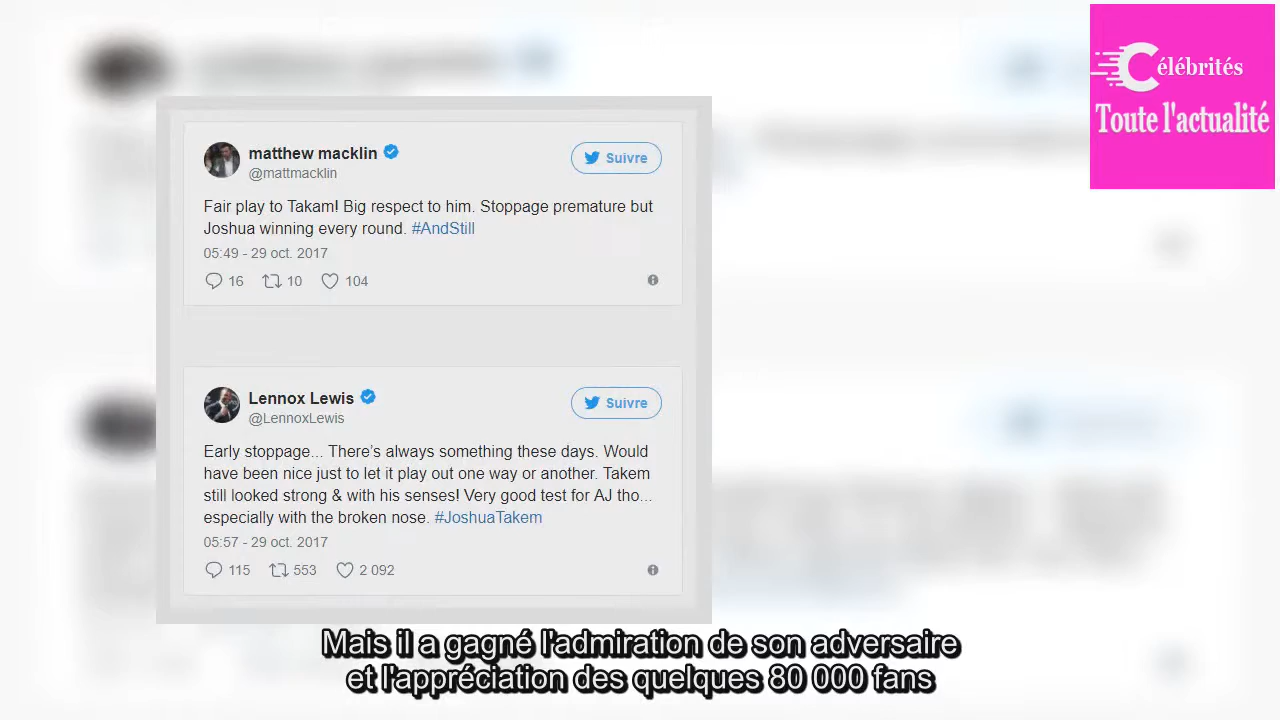 Célébrités
Toute l'actualité
matthew macklin
Suivre
@mattmacklin
Fair play to Takam! Big respect to him. Stoppage premature but
Joshua winning every round. #AndStill
05:49 - 29 oct. 2017
16 10 104
Lennox Lewis
Suivre
@LennoxLewis
Early stoppage... There's always something these days. Would
have been nice just to let it play out one way or another. Takem
still looked strong & with his senses! Very good test for AJ tho...
especially with the broken nose. #JoshuaTakem
05:57 - 29 oct. 2017
115 553 2 092
Mais il a gagné l'admiration de son adversaire
et l'appréciation des quelques 80 000 fans